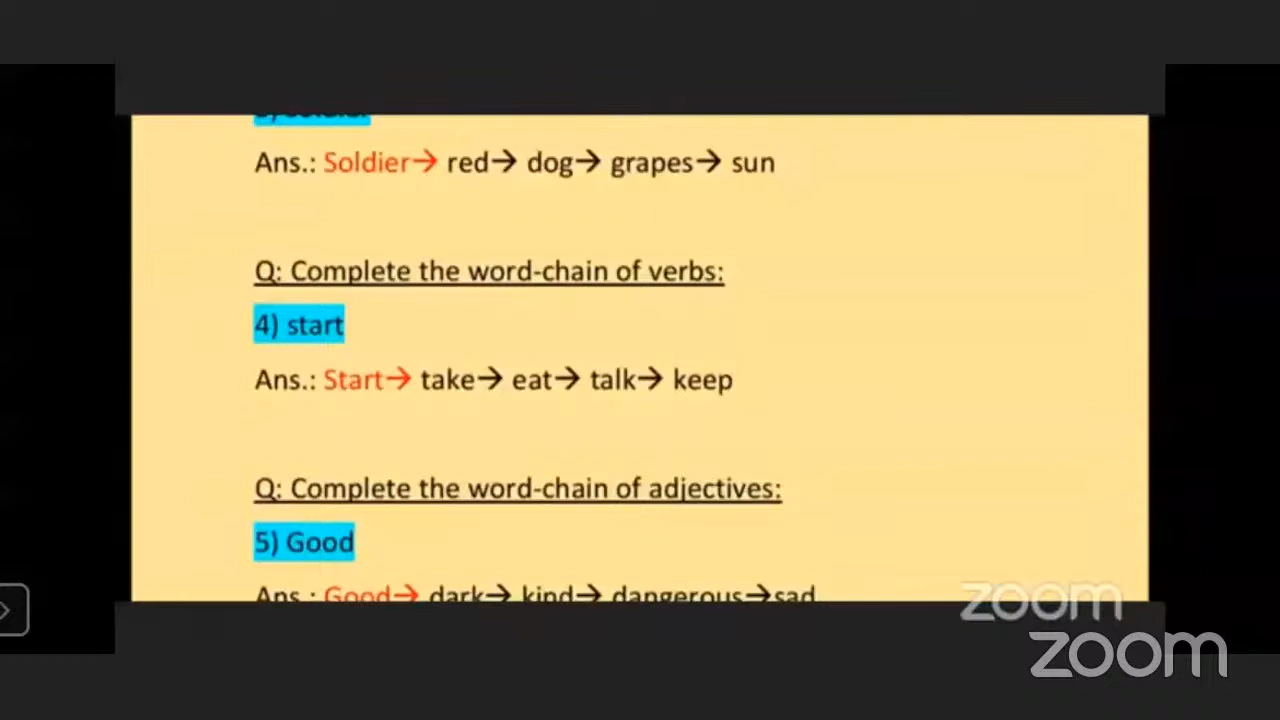 Ans.: Soldier→ red→ dog→ grapes→ sun
Q: Complete the word-chain of verbs:
4) start
Ans.: Start→ take→ eat→ talk→ keep
Q: Complete the word-chain of adjectives:
5) Good
Ans.: Good→ dark→ kind→ dangerous→sad
zoom
zoom